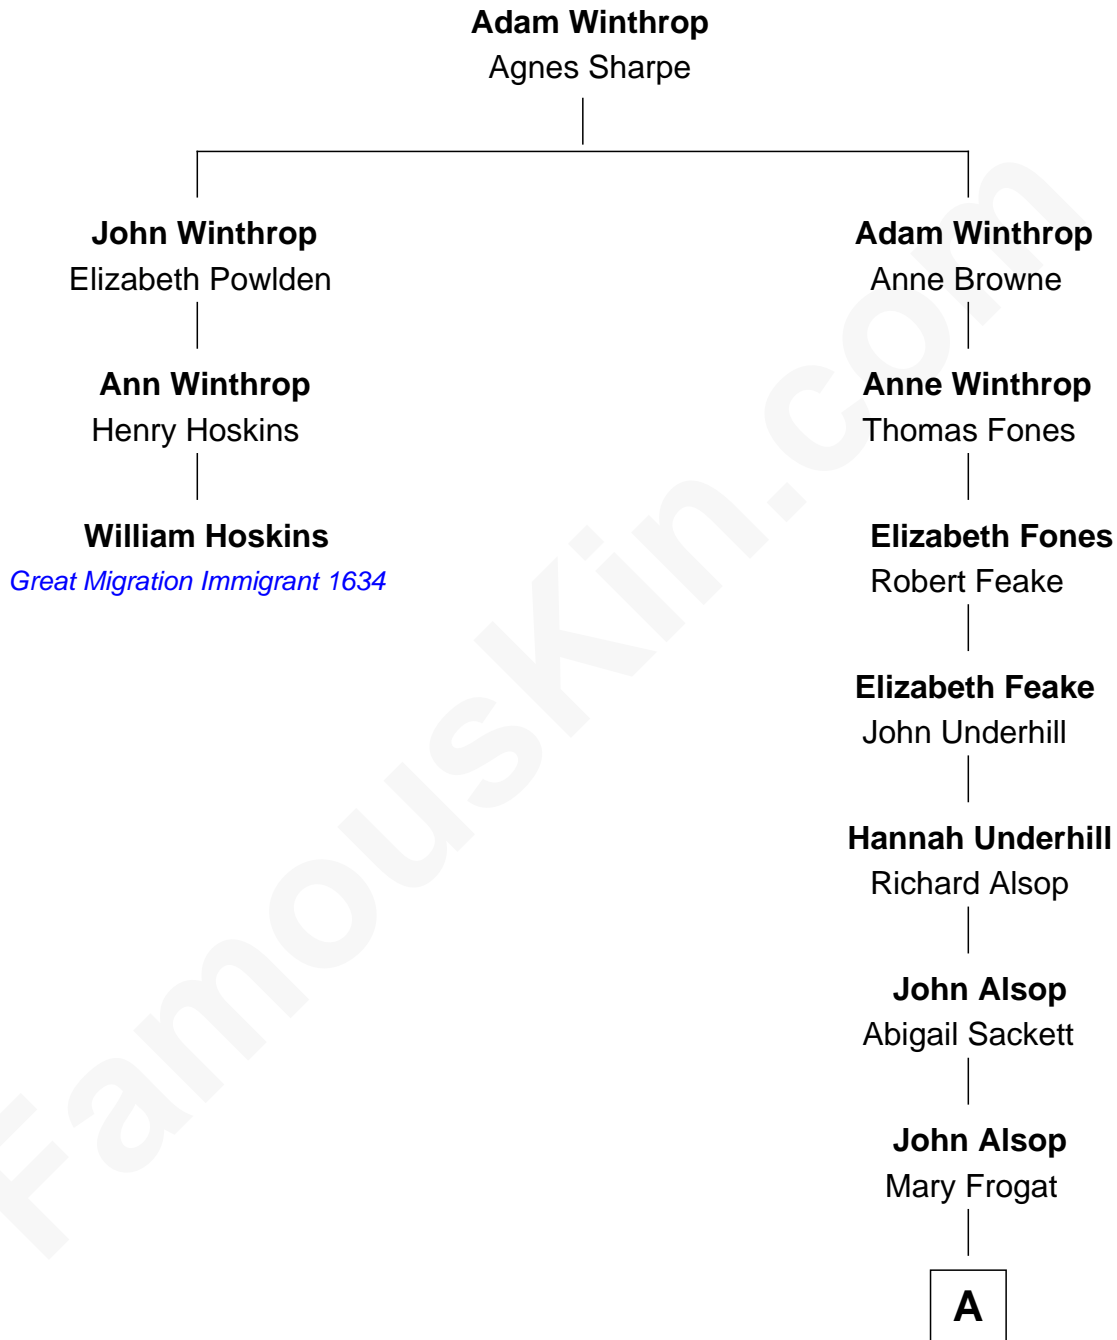 Adam Winthrop
Agnes Sharpe
John Winthrop
Elizabeth Powlden
Ann Winthrop
Henry Hoskins
William Hoskins
Great Migration Immigrant 1634
Adam Winthrop
Anne Browne
Anne Winthrop
Thomas Fones
Elizabeth Fones
Robert Feake
Elizabeth Feake
John Underhill
Hannah Underhill
Richard Alsop
John Alsop
Abigail Sackett
John Alsop
Mary Frogat
A
FamousKin.com